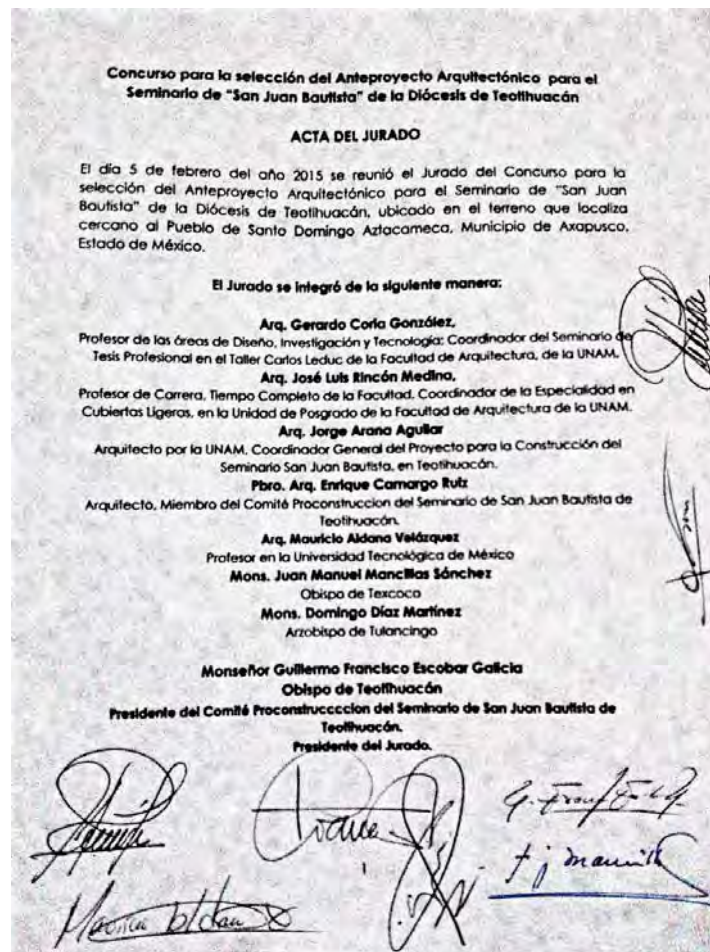 Concurso para la selección del Anteproyecto Arquitectónico para el
Seminario de "San Juan Bautista" de la Diócesis de Teotihuacán
ACTA DEL JURADO
El día 5 de febrero del año 2015 se reunió el Jurado del Concurso para la
selección del Anteproyecto Arquitectónico para el Seminario de "San Juan
Bautista" de la Diócesis de Teotihuacán, ubicado en el terreno que localiza
cercano al Pueblo de Santo Domingo Aztacameca, Municipio de Axapusco,
Estado de México.
El Jurado se integró de la siguiente manera:
Arq. Gerardo Coria González,
Profesor de las áreas de Diseño, Investigación y Tecnología; Coordinador del Seminario de
Tesis Profesional en el Taller Carlos Leduc de la Facultad de Arquitectura, de la UNAM.
Arq. José Luis Rincón Medina,
Profesor de Carrera, Tiempo Completo de la Facultad, Coordinador de la Especialidad en
Cubiertas Ligeras, en la Unidad de Posgrado de la Facultad de Arquitectura de la UNAM.
Arq. Jorge Arana Aguilar
Arquitecto por la UNAM, Coordinador General del Proyecto para la Construcción del
Seminario San Juan Bautista, en Teotihuacán.
Pbro. Arq. Enrique Camargo Ruiz
Arquitecto, Miembro del Comité Proconstruccion del Seminario de San Juan Bautista de
Teotihuacán.
Arq. Mauricio Aldana Velázquez
Profesor en la Universidad Tecnológica de México
Mons. Juan Manuel Mancillas Sánchez
Obispo de Texcoco
Mons. Domingo Díaz Martínez
Arzobispo de Tulancingo
Monseñor Guillermo Francisco Escobar Galicia
Obispo de Teotihuacán
Presidente del Comité Proconstruccccion del Seminario de San Juan Bautista de
Teotihuacán.
Presidente del Jurado.